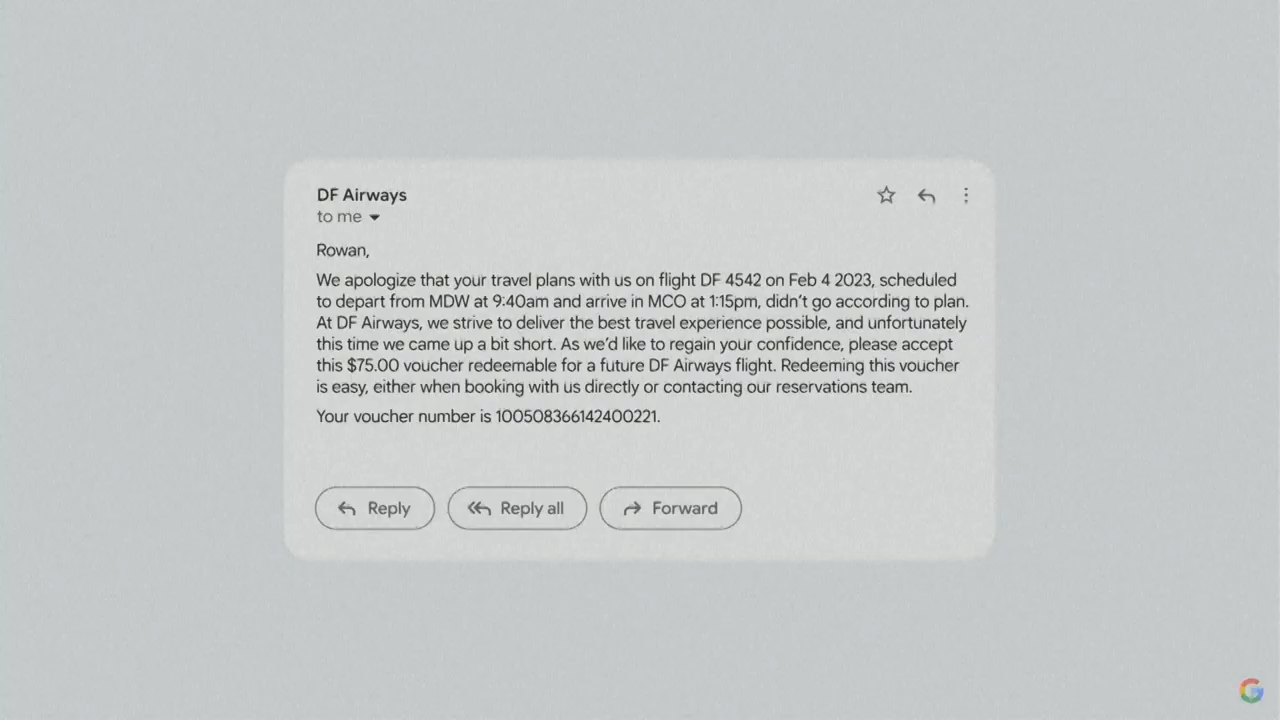 DF Airways
to me
Rowan,
We apologize that your travel plans with us on flight DF 4542 on Feb 4 2023, scheduled
to depart from MDW at 9:40am and arrive in MCO at 1:15pm, didn’t go according to plan.
At DF Airways, we strive to deliver the best travel experience possible, and unfortunately
this time we came up a bit short. As we’d like to regain your confidence, please accept
this $75.00 voucher redeemable for a future DF Airways flight. Redeeming this voucher
is easy, either when booking with us directly or contacting our reservations team.
Your voucher number is 100508366142400221.
Reply
Reply all
Forward
G